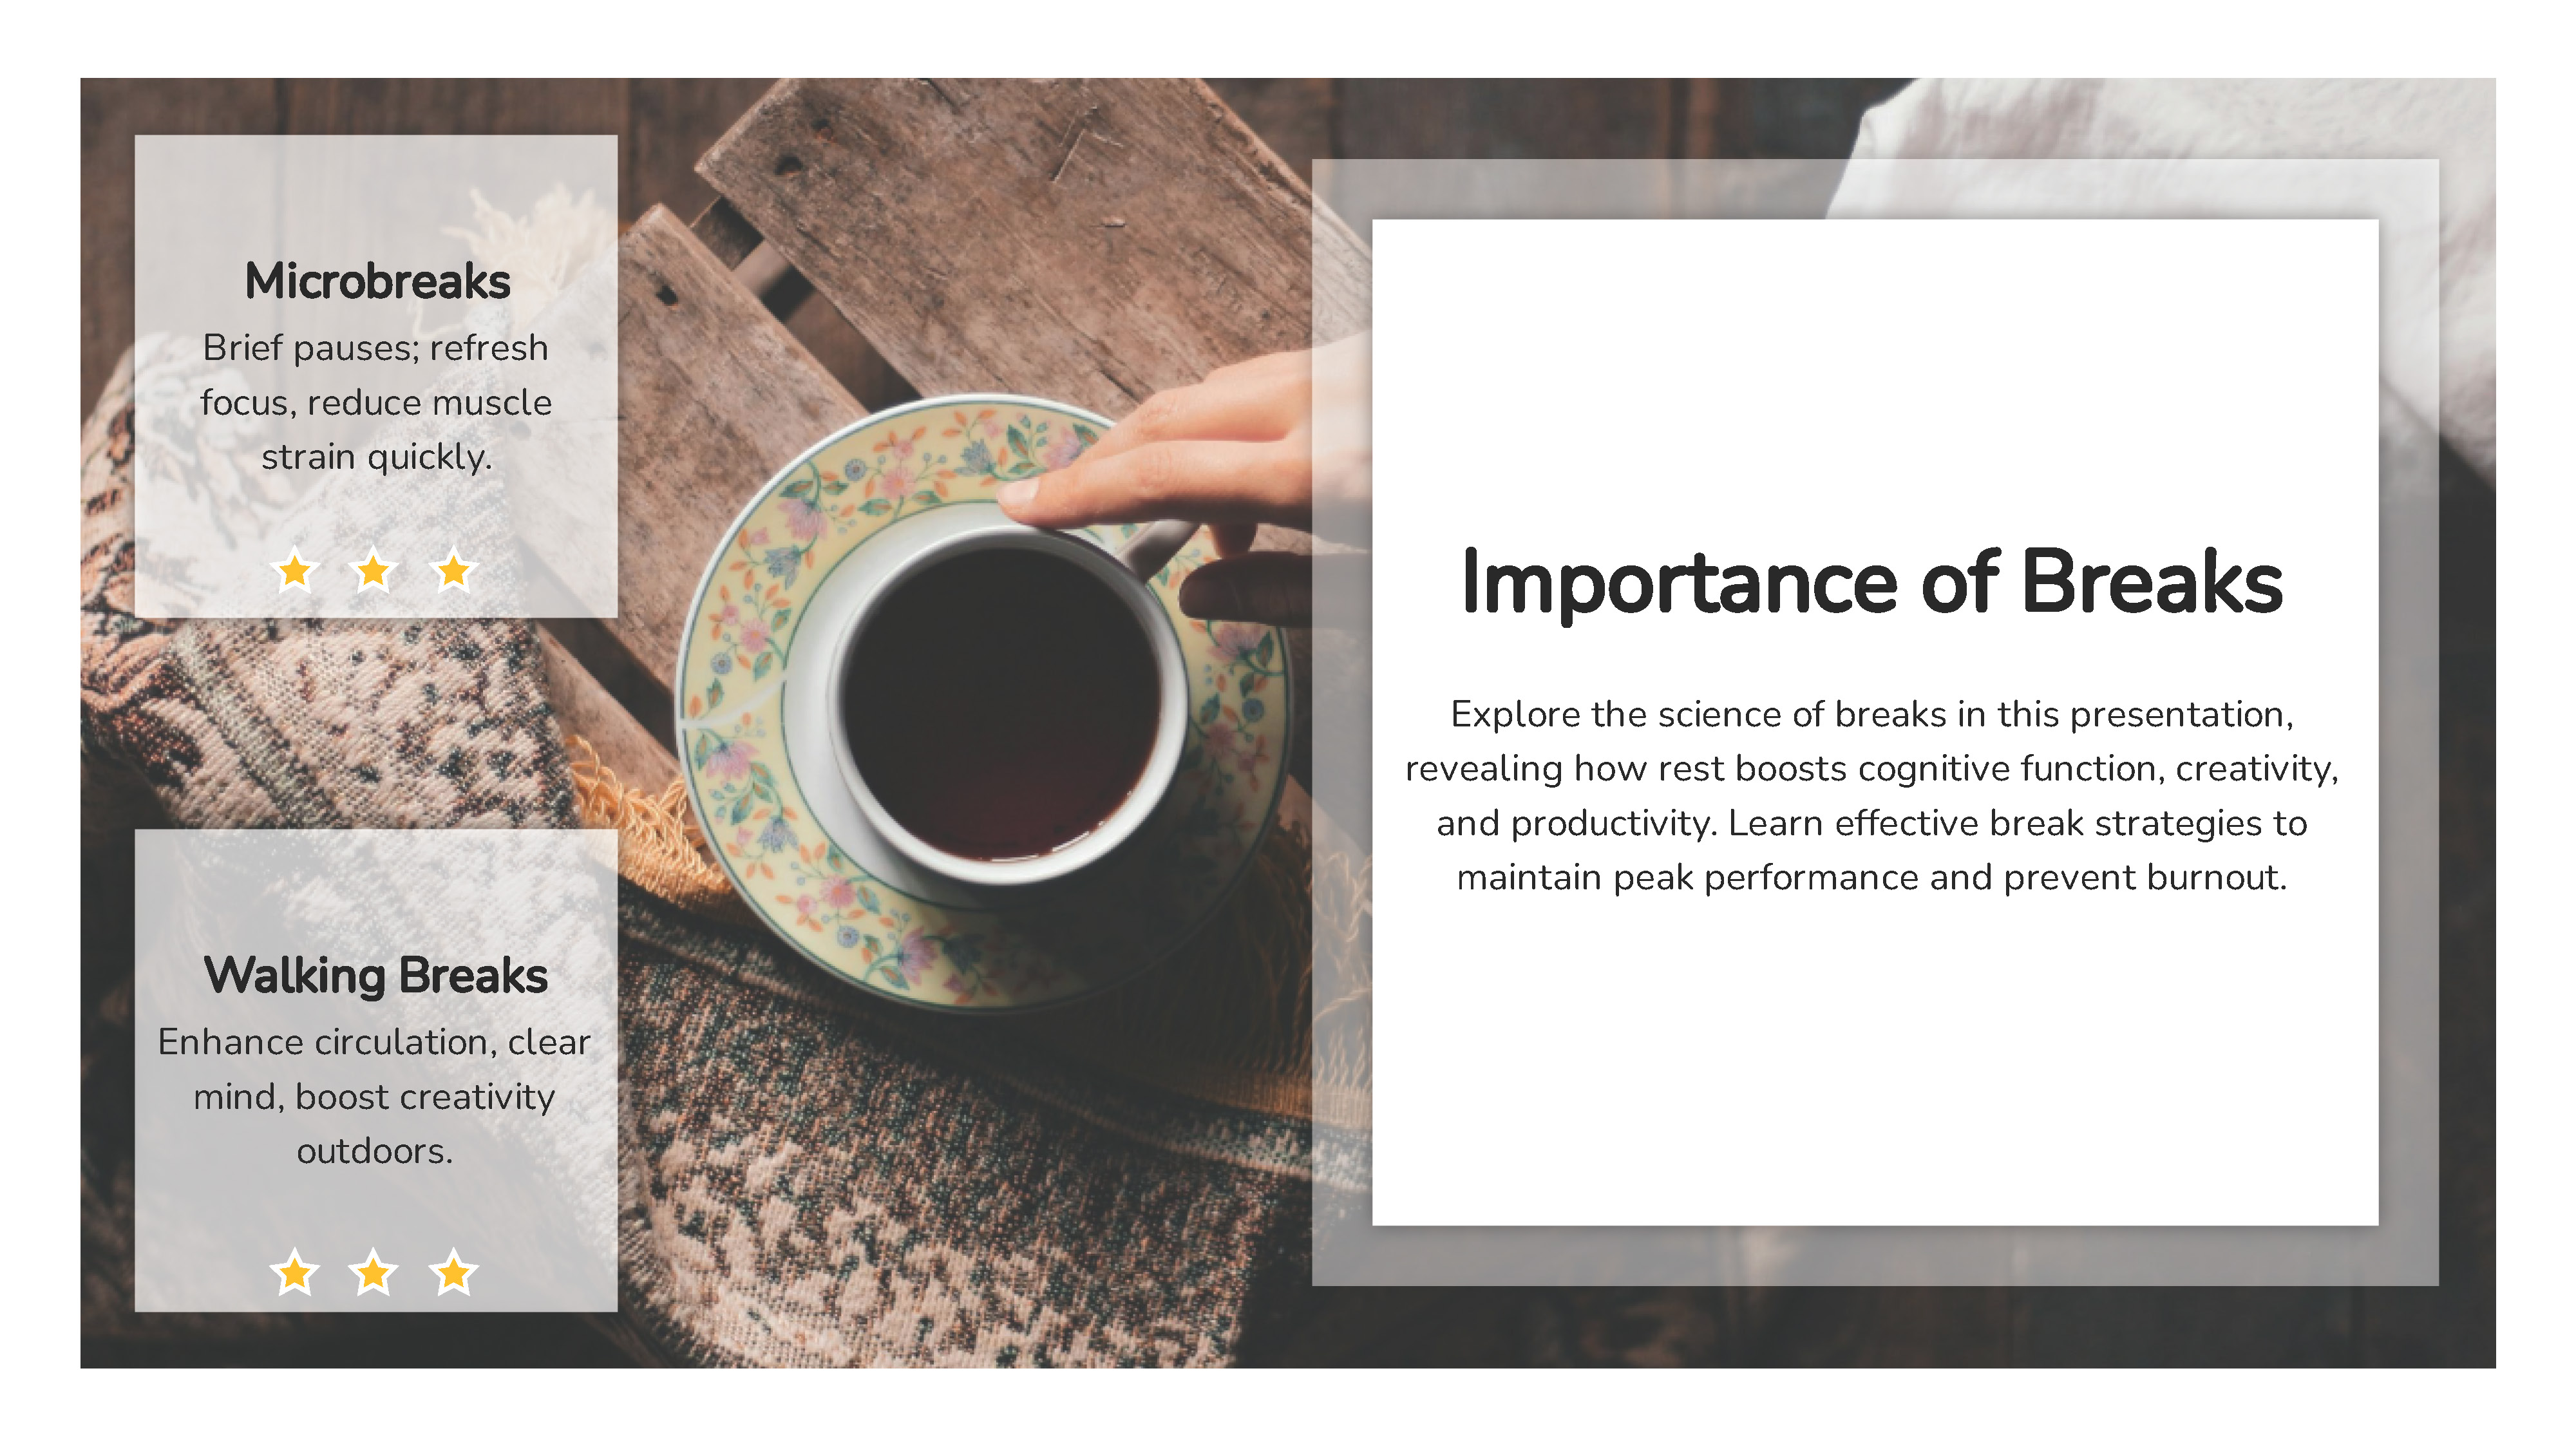 Microbreaks
Brief pauses; refresh
focus, reduce muscle
strain quickly.
Walking Breaks
Enhance circulation, clear
mind, boost creativity
outdoors.
Importance of Breaks
Explore the science of breaks in this presentation,
revealing how rest boosts cognitive function, creativity,
and productivity. Learn effective break strategies to
maintain peak performance and prevent burnout.